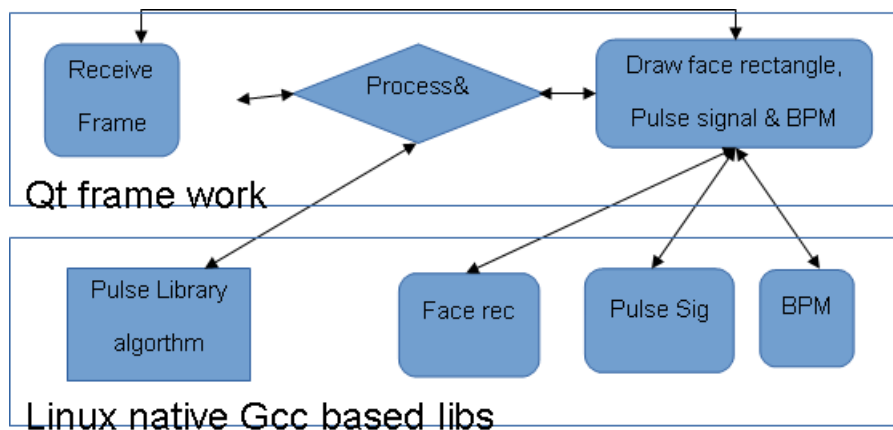 Receive
Frame
Process&
Draw face rectangle,
Pulse signal & BPM
Qt frame work
Pulse Library
algorthm
Face rec
Pulse Sig
BPM
Linux native Gcc based libs